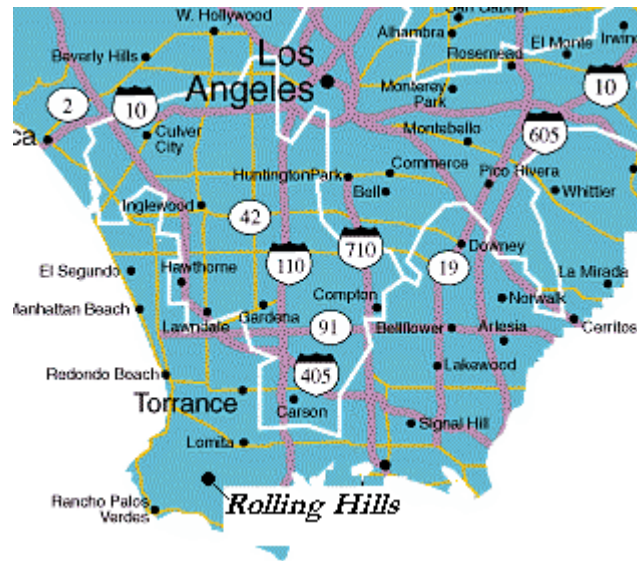 San Gabriel
W. Hollywood
Alhambra
Irwin
El Monte
Beverly Hills
Los
Rosemead
Angeles
Monterey
Park
10
2
10
ca
Culver
City
Montebello
605
Commerce
Huntington Park
Pico Rivera
Bell
Whittier
Inglewood
42
710
110
Downey
19
El Segundo
Hawthorne
La Mirada
Manhattan Beach
Compton
Norwalk
Gardena
Lawndale
91
Bellflower
Artesia
Cerritos
405
Redondo Beach
Lakewood
Torrance
Carson
Signal Hill
Lomita
Rancho Palos
Verdes
Rolling Hills